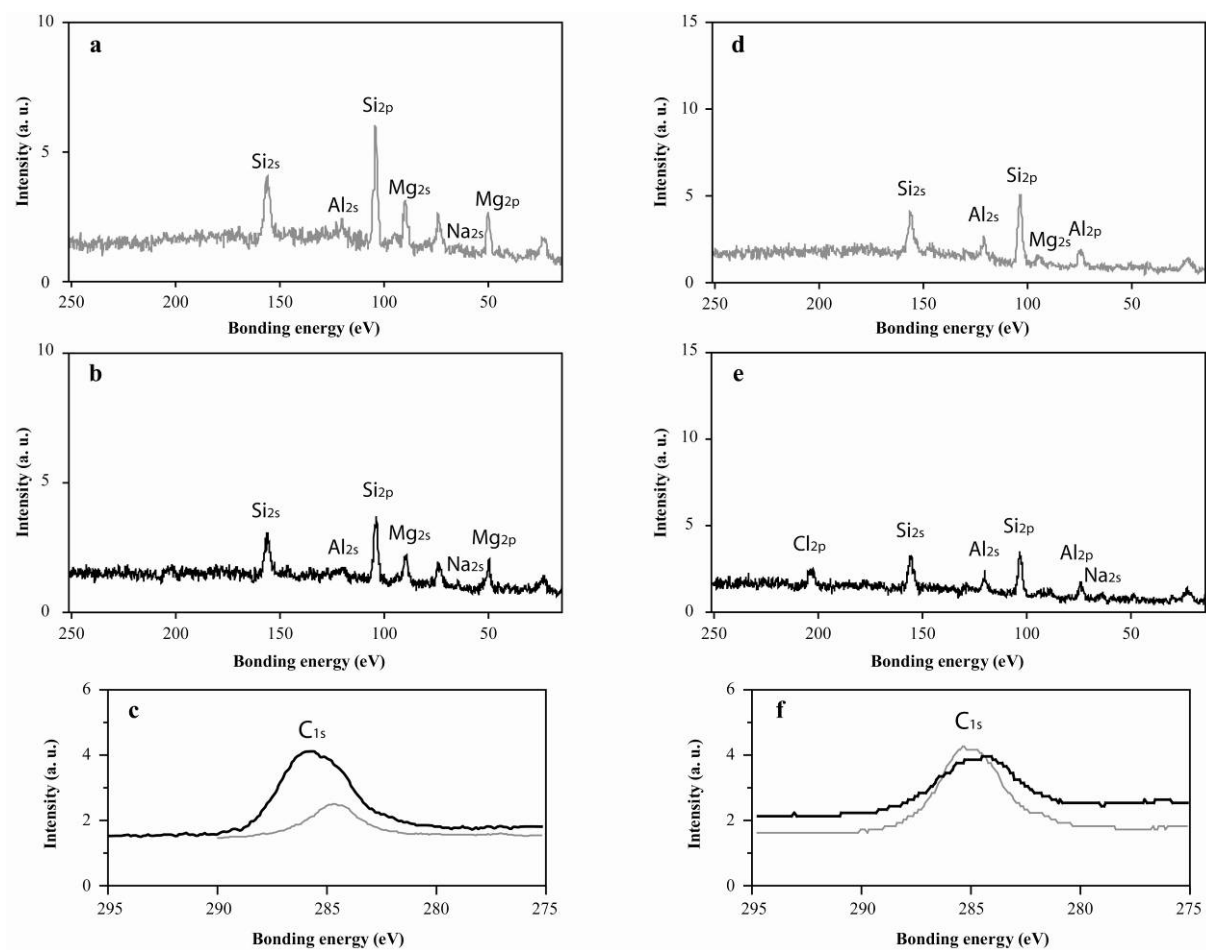 a
Intensity (a. u.)
10
5
0
Si2s
Al2s
Si2p
Mg2s
Na2s
Mg2p
250 200 150 100 50
Bonding energy (eV)
d
Intensity (a. u.)
15
10
5
0
Si2s
Al2s
Si2p
Mg2s
Al2p
250 200 150 100 50
Bonding energy (eV)
b
Intensity (a. u.)
10
5
0
Si2s
Al2s
Si2p
Mg2s
Na2s
Mg2p
250 200 150 100 50
Bonding energy (eV)
e
Intensity (a. u.)
15
10
5
0
Cl2p
Si2s
Al2s
Si2p
Al2p
Na2s
250 200 150 100 50
Bonding energy (eV)
c
Intensity (a. u.)
6
4
2
0
C1s
295 290 285 280 275
Bonding energy (eV)
f
Intensity (a. u.)
6
4
2
0
C1s
295 290 285 280 275
Bonding energy (eV)